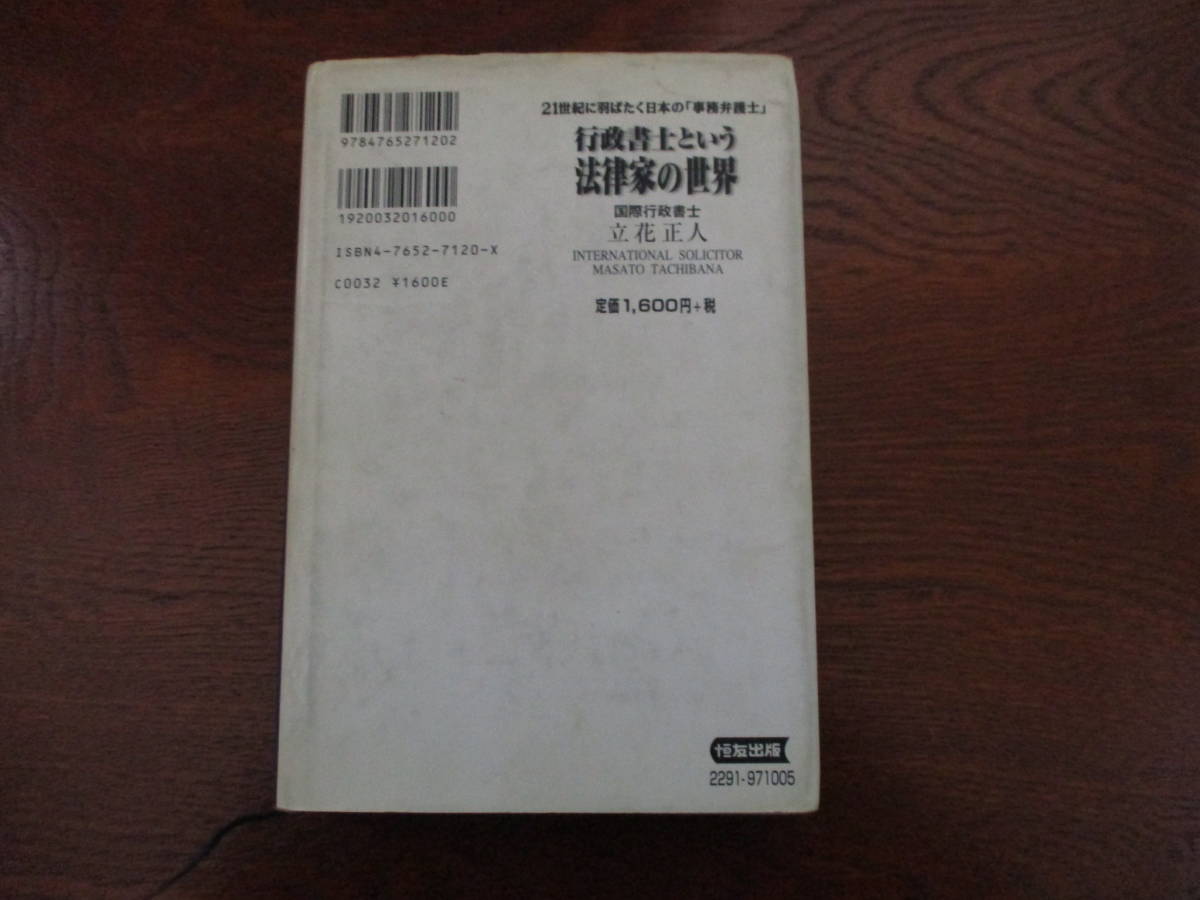 9784765271202
1920032016000
ISBN4-7652-7120-X
C0032 ¥1600E
21世紀に羽ばたく日本の「事務弁護士」
行政書士という
法律家の世界
国際行政書士
立花正人
INTERNATIONAL SOLICITOR
MASATO TACHIBANA
定価1,600円+税
恒友出版
2291-971005